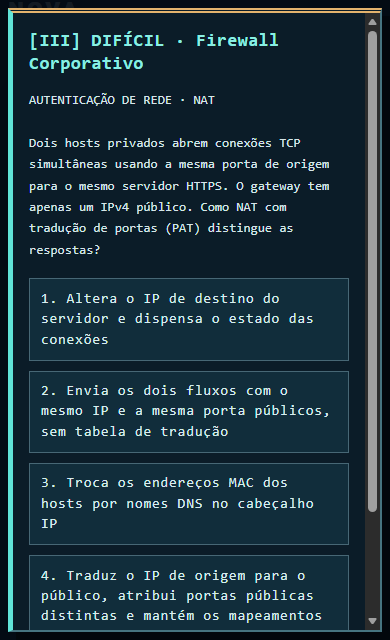 [III] DIFÍCIL · Firewall
Corporativo
AUTENTICAÇÃO DE REDE · NAT
Dois hosts privados abrem conexões TCP
simultâneas usando a mesma porta de origem
para o mesmo servidor HTTPS. O gateway tem
apenas um IPv4 público. Como NAT com
tradução de portas (PAT) distingue as
respostas?
1. Altera o IP de destino do
servidor e dispensa o estado das
conexões
2. Envia os dois fluxos com o
mesmo IP e a mesma porta públicos,
sem tabela de tradução
3. Troca os endereços MAC dos
hosts por nomes DNS no cabeçalho
IP
4. Traduz o IP de origem para o
público, atribui portas públicas
distintas e mantém os mapeamentos